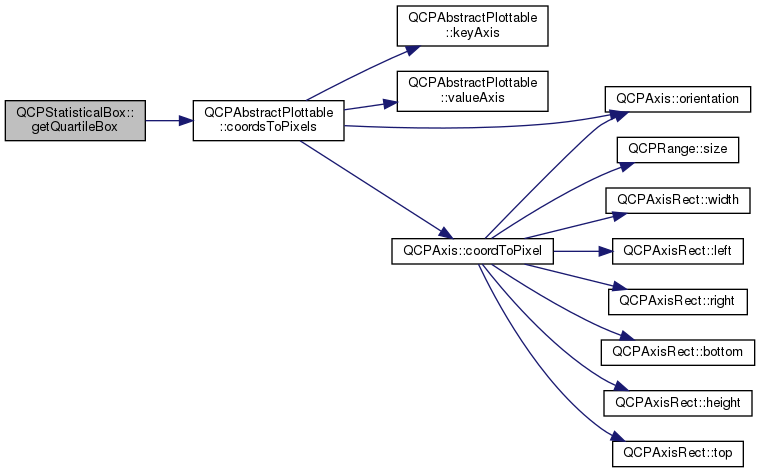 QCPStatisticalBox::
getQuartileBox
QCPAbstractPlottable
::coordsToPixels
QCPAbstractPlottable
::keyAxis
QCPAbstractPlottable
::valueAxis
QCPAxis::orientation
QCPAxis::coordToPixel
QCPRange::size
QCPAxisRect::width
QCPAxisRect::left
QCPAxisRect::right
QCPAxisRect::bottom
QCPAxisRect::height
QCPAxisRect::top